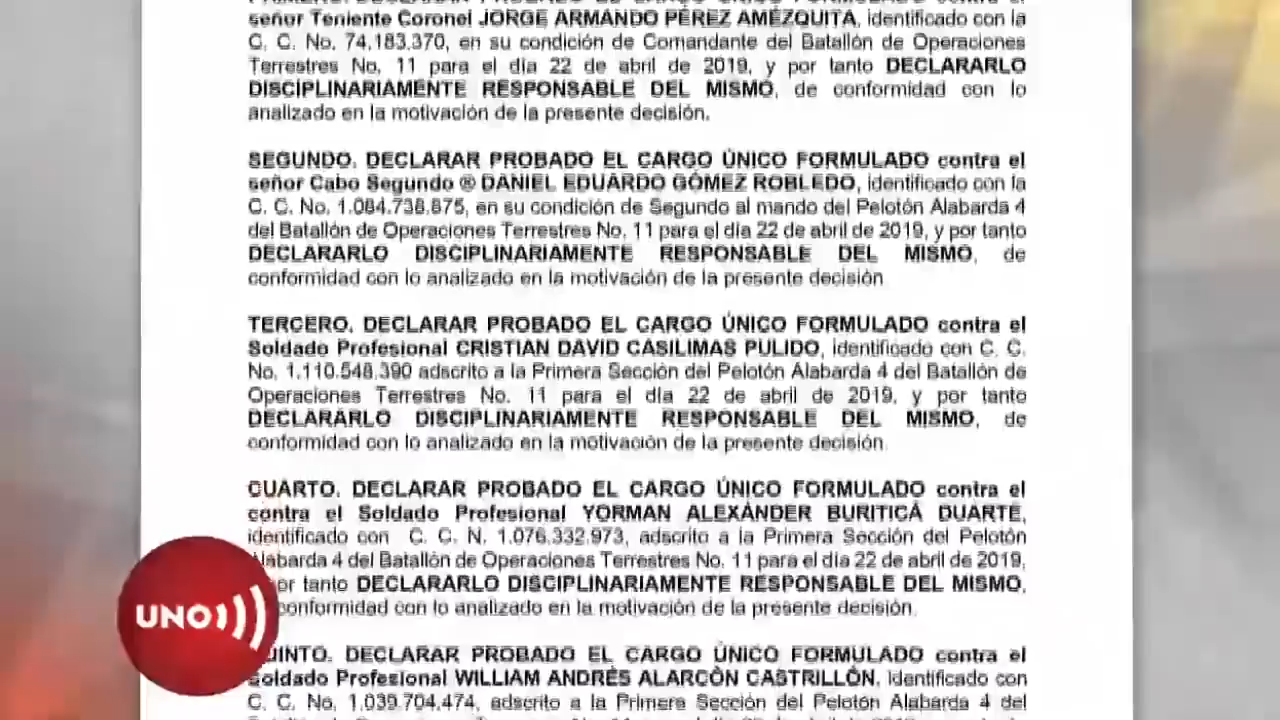 señor Teniente Coronel JORGE ARMANDO PÉREZ AMÉZQUITA, identificado con la
C. C. No. 74.183.370, en su condición de Comandante del Batallón de Operaciones
Terrestres No. 11 para el día 22 de abril de 2019, y por tanto DECLARARLO
DISCIPLINARIAMENTE RESPONSABLE DEL MISMO, de conformidad con lo
analizado en la motivación de la presente decisión.
SEGUNDO. DECLARAR PROBADO EL CARGO ÚNICO FORMULADO contra el
señor Cabo Segundo ® DANIEL EDUARDO GÓMEZ ROBLEDO, identificado con la
C. C. No. 1.084.738.875, en su condición de Segundo al mando del Pelotón Alabarda 4
del Batallón de Operaciones Terrestres No. 11 para el día 22 de abril de 2019, y por tanto
DECLARARLO DISCIPLINARIAMENTE RESPONSABLE DEL MISMO, de
conformidad con lo analizado en la motivación de la presente decisión
TERCERO. DECLARAR PROBADO EL CARGO ÚNICO FORMULADO contra el
Soldado Profesional CRISTIAN DAVID CASILIMAS PULIDO, identificado con C. C.
No. 1.110.548.390 adscrito a la Primera Sección del Pelotón Alabarda 4 del Batallón de
Operaciones Terrestres No. 11 para el día 22 de abril de 2019, y por tanto
DECLARARLO DISCIPLINARIAMENTE RESPONSABLE DEL MISMO, de
conformidad con lo analizado en la motivación de la presente decisión.
CUARTO. DECLARAR PROBADO EL CARGO ÚNICO FORMULADO contra el
contra el Soldado Profesional YORMAN ALEXÁNDER BURITICÁ DUARTE,
identificado con C. C. N. 1.076.332.973, adscrito a la Primera Sección del Pelotón
Alabarda 4 del Batallón de Operaciones Terrestres No. 11 para el día 22 de abril de 2019,
por tanto DECLARARLO DISCIPLINARIAMENTE RESPONSABLE DEL MISMO,
conformidad con lo analizado en la motivación de la presente decisión.
UNO
QUINTO. DECLARAR PROBADO EL CARGO ÚNICO FORMULADO contra el
Soldado Profesional WILLIAM ANDRÉS ALARCÓN CASTRILLÓN, identificado con
C. C. No. 1.039.704.474, adscrito a la Primera Sección del Pelotón Alabarda 4 del